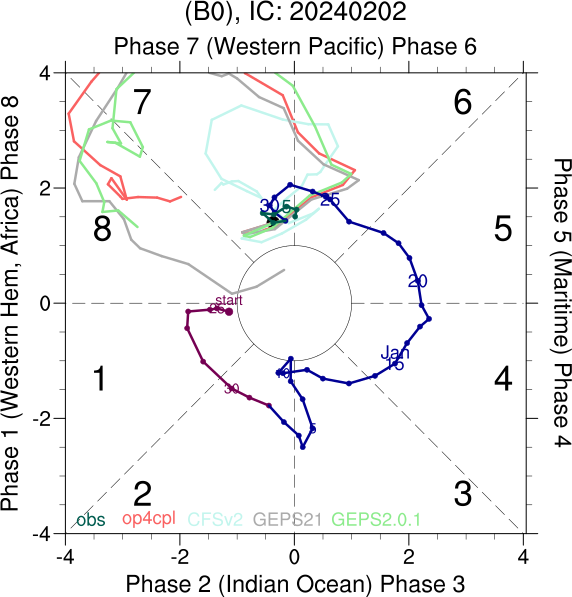 (B0), IC: 20240202
Phase 7 (Western Pacific) Phase 6
Phase 1 (Western Hem, Africa) Phase 8
Phase 5 (Maritime) Phase 4
4
2
0
-2
-4
7
6
8
5
1
4
2
3
30
5
25
20
Jan
15
10
5
start
30
obs
op4cpl
CFSv2
GEPS21
GEPS2.0.1
-4
-2
0
2
4
Phase 2 (Indian Ocean) Phase 3